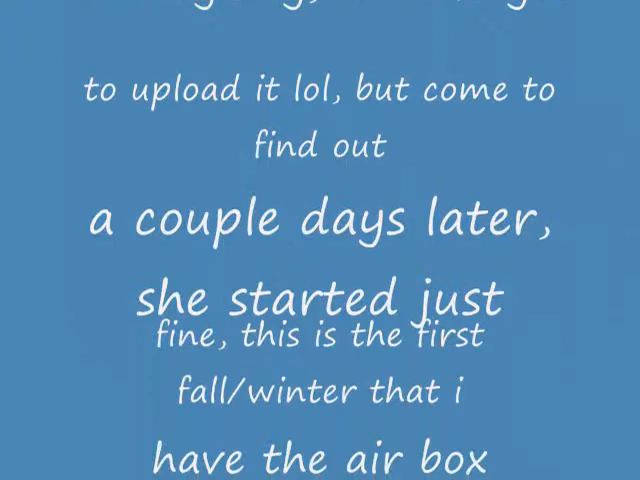 to upload it lol, but come to
find out
a couple days later,
she started just
fine, this is the first
fall/winter that i
have the air box